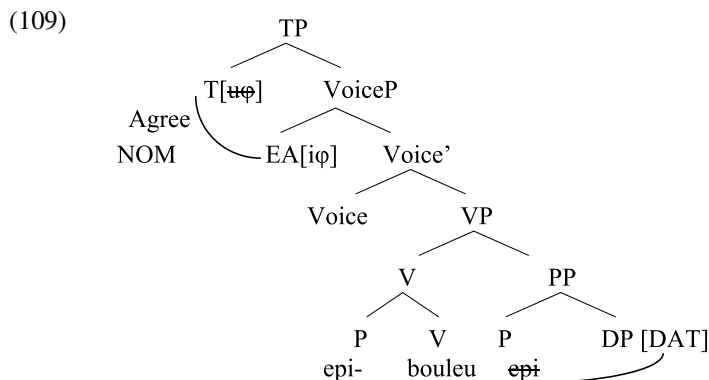 (109)
TP
T[uφ] VoiceP
Agree
NOM EA[iφ] Voice’
Voice VP
V PP
P V P DP [DAT]
epi- bouleu epi